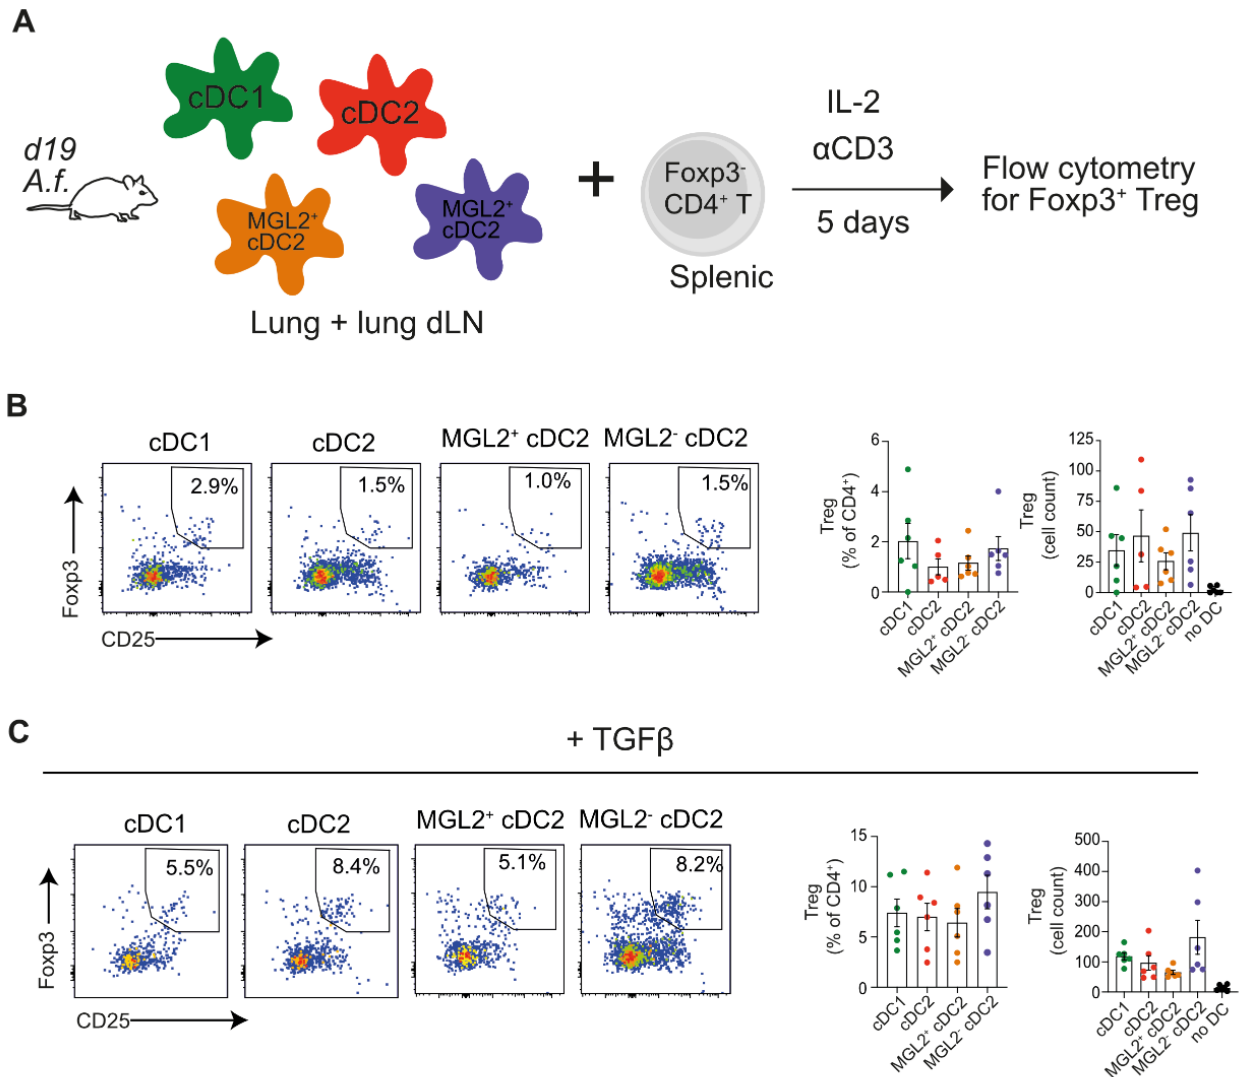 A
d19
A.f.
cDC1
cDC2
MGL2⁺
cDC2
MGL2⁺
cDC2
Lung + lung dLN
+
Foxp3⁻
CD4⁺ T
Splenic
IL-2
αCD3
5 days
Flow cytometry
for Foxp3⁺ Treg
B
cDC1
cDC2
MGL2⁺ cDC2
MGL2⁻ cDC2
2.9%
1.5%
1.0%
1.5%
Foxp3
CD25
Treg
(% of CD4⁺)
6
4
2
0
cDC1
cDC2
MGL2⁺ cDC2
MGL2⁻ cDC2
Treg
(cell count)
125
100
75
50
25
0
cDC1
cDC2
MGL2⁺ cDC2
MGL2⁻ cDC2
no DC
C
+ TGFβ
cDC1
cDC2
MGL2⁺ cDC2
MGL2⁻ cDC2
5.5%
8.4%
5.1%
8.2%
Foxp3
CD25
Treg
(% of CD4⁺)
15
10
5
0
cDC1
cDC2
MGL2⁺ cDC2
MGL2⁻ cDC2
Treg
(cell count)
500
400
300
200
100
0
cDC1
cDC2
MGL2⁺ cDC2
MGL2⁻ cDC2
no DC